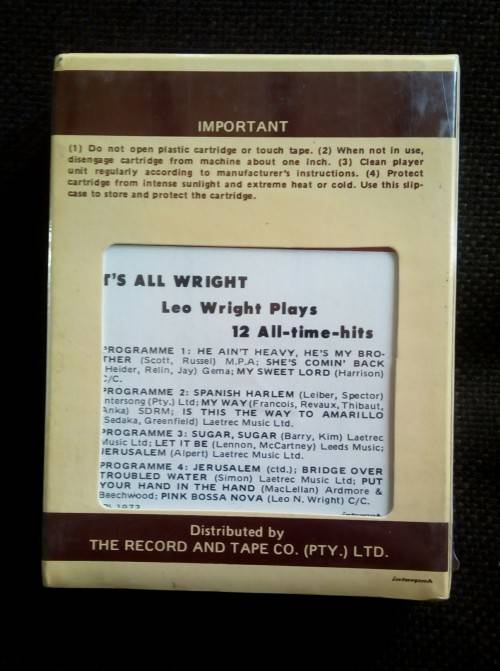 IMPORTANT
(1) Do not open plastic cartridge or touch tape. (2) When not in use,
disengage cartridge from machine about one inch. (3) Clean player
unit regularly according to manufacturer's instructions. (4) Protect
cartridge from intense sunlight and extreme heat or cold. Use this slip-
case to store and protect the cartridge.
T'S ALL WRIGHT
Leo Wright Plays
12 All-time-hits
PROGRAMME 1: HE AIN'T HEAVY, HE'S MY BRO-
THER (Scott, Russel) M.P.A; SHE'S COMIN' BACK
Heider, Relin, Jay) Gema; MY SWEET LORD (Harrison)
C/C.
PROGRAMME 2: SPANISH HARLEM (Leiber, Spector)
ntersong (Pty.) Ltd; MY WAY (Francois, Revaux, Thibaut,
Anka) SDRM; IS THIS THE WAY TO AMARILLO
Sedaka, Greenfield) Laetrec Music Ltd.
PROGRAMME 3: SUGAR, SUGAR (Barry, Kim) Laetrec
Music Ltd; LET IT BE (Lennon, McCartney) Leeds Music;
JERUSALEM (Alpert) Laetrec Music Ltd.
PROGRAMME 4: JERUSALEM (ctd.); BRIDGE OVER
TROUBLED WATER (Simon) Laetrec Music Ltd; PUT
YOUR HAND IN THE HAND (MacLellan) Ardmore &
Beechwood; PINK BOSSA NOVA (Leo N. Wright) C/C.
1973
Distributed by
THE RECORD AND TAPE CO. (PTY.) LTD.
interpak